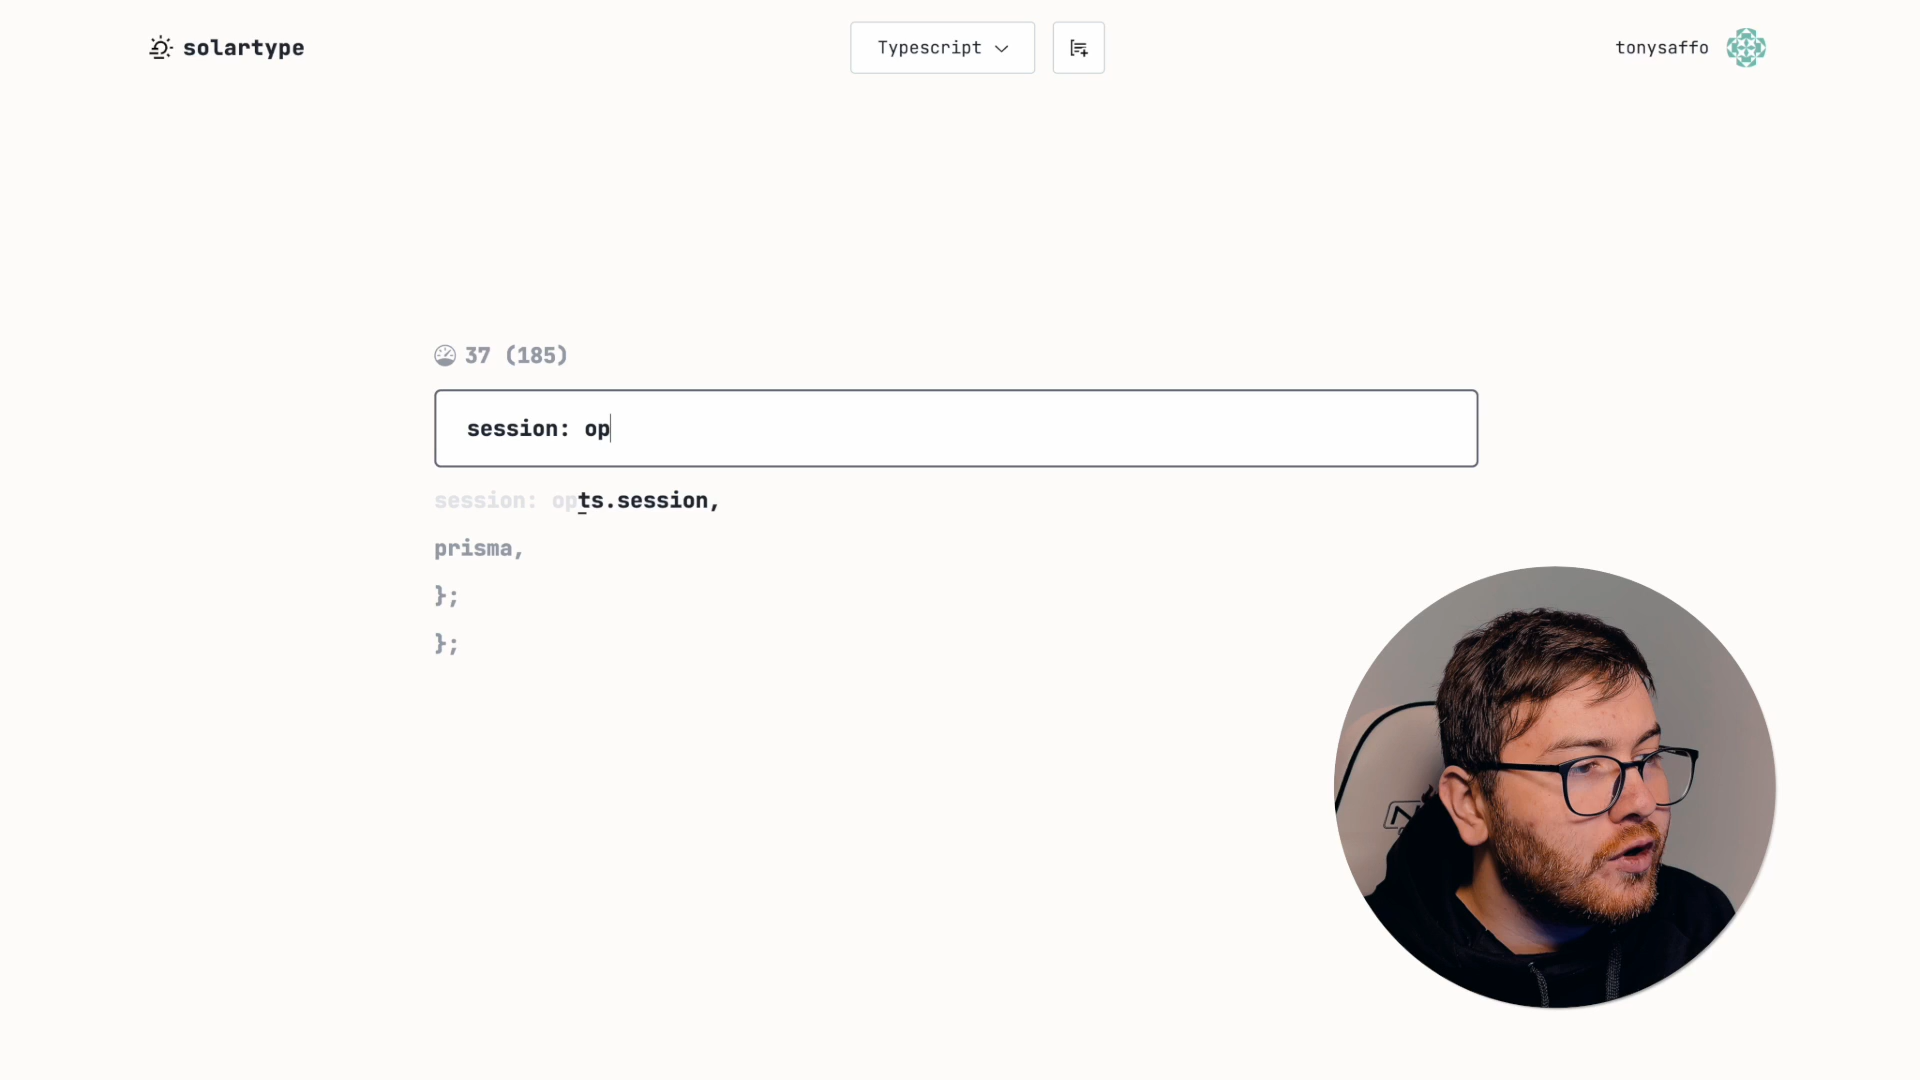 solartype
Typescript
tonysaffo
37 (185)
session: op
session: opts.session,
prisma,
};
};